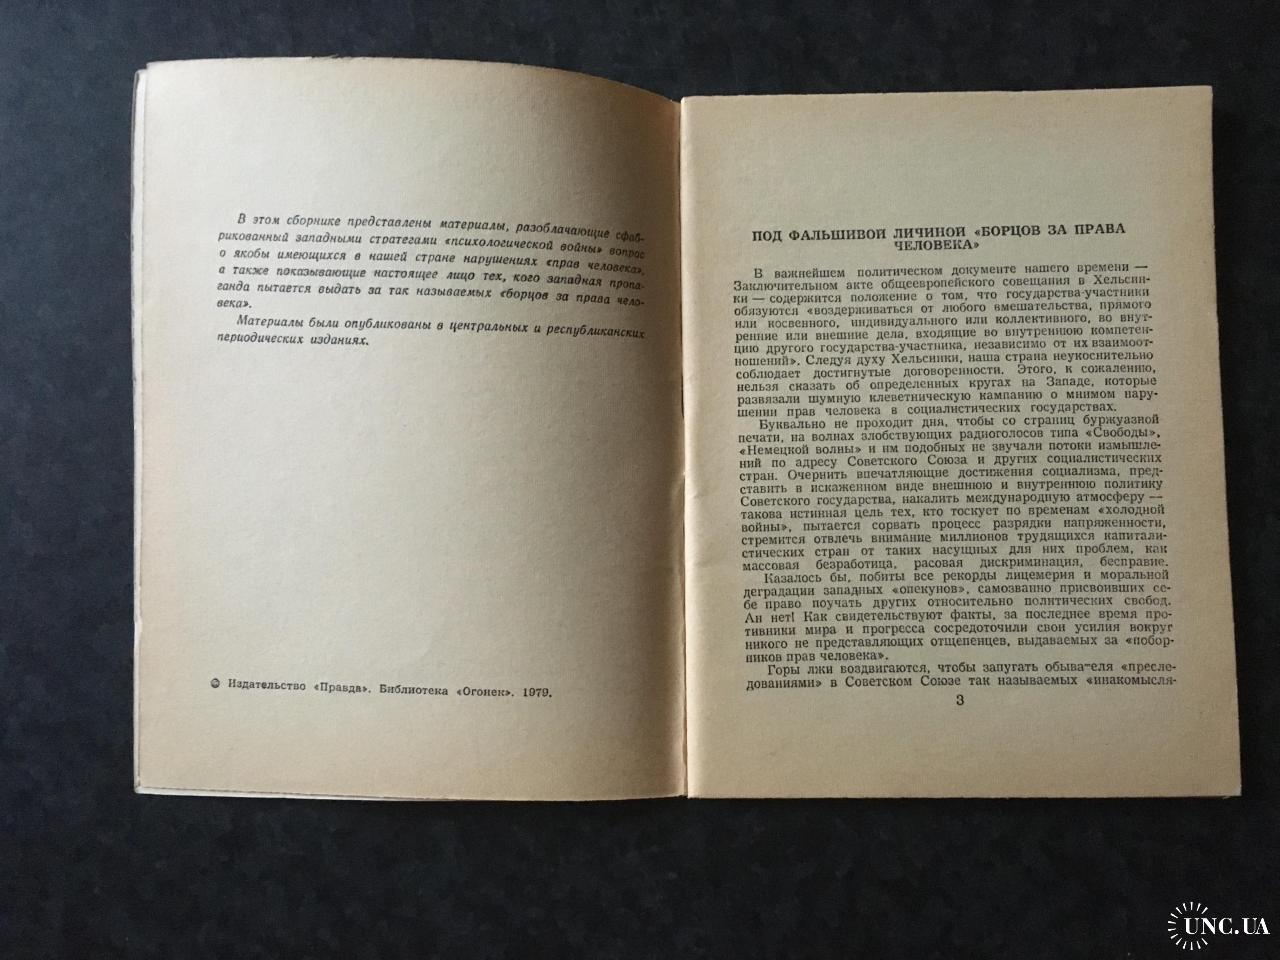 В этом сборнике представлены материалы, разоблачающие сфаб-
рикованный западными стратегами «психологической войны» вопрос
о якобы имеющихся в нашей стране нарушениях «прав человека»,
а также показывающие настоящее лицо тех, кого западная пропа-
ганда пытается выдать за так называемых «борцов за права чело-
века».
Материалы были опубликованы в центральных и республиканских
периодических изданиях.
© Издательство «Правда». Библиотека «Огонек». 1979.
ПОД ФАЛЬШИВОЙ ЛИЧИНОЙ «БОРЦОВ ЗА ПРАВА
ЧЕЛОВЕКА»
В важнейшем политическом документе нашего времени —
Заключительном акте общеевропейского совещания в Хельсин-
ки — содержится положение о том, что государства-участники
обязуются «воздерживаться от любого вмешательства, прямого
или косвенного, индивидуального или коллективного, во внут-
ренние или внешние дела, входящие во внутреннюю компетен-
цию другого государства-участника, независимо от их взаимоот-
ношений». Следуя духу Хельсинки, наша страна неукоснительно
соблюдает достигнутые договоренности. Этого, к сожалению,
нельзя сказать об определенных кругах на Западе, которые
развязали шумную клеветническую кампанию о мнимом нару-
шении прав человека в социалистических государствах.
Буквально не проходит дня, чтобы со страниц буржуазной
печати, на волнах злобствующих радиоголосов типа «Свободы»,
«Немецкой волны» и им подобных не звучали потоки измышле-
ний по адресу Советского Союза и других социалистических
стран. Очернить впечатляющие достижения социализма, пред-
ставить в искаженном виде внешнюю и внутреннюю политику
Советского государства, накалить международную атмосферу —
такова истинная цель тех, кто тоскует по временам «холодной
войны», пытается сорвать процесс разрядки напряженности,
стремится отвлечь внимание миллионов трудящихся капитали-
стических стран от таких насущных для них проблем, как
массовая безработица, расовая дискриминация, бесправие.
Казалось бы, побиты все рекорды лицемерия и моральной
деградации западных «опекунов», самозванно присвоивших се-
бе право поучать других относительно политических свобод.
Ан нет! Как свидетельствуют факты, за последнее время про-
тивники мира и прогресса сосредоточили свои усилия вокруг
никого не представляющих отщепенцев, выдаваемых за «побор-
ников прав человека».
Горы лжи воздвигаются, чтобы запугать обывателя «пресле-
дованиями» в Советском Союзе так называемых «инакомысля-
3
UNC.UA